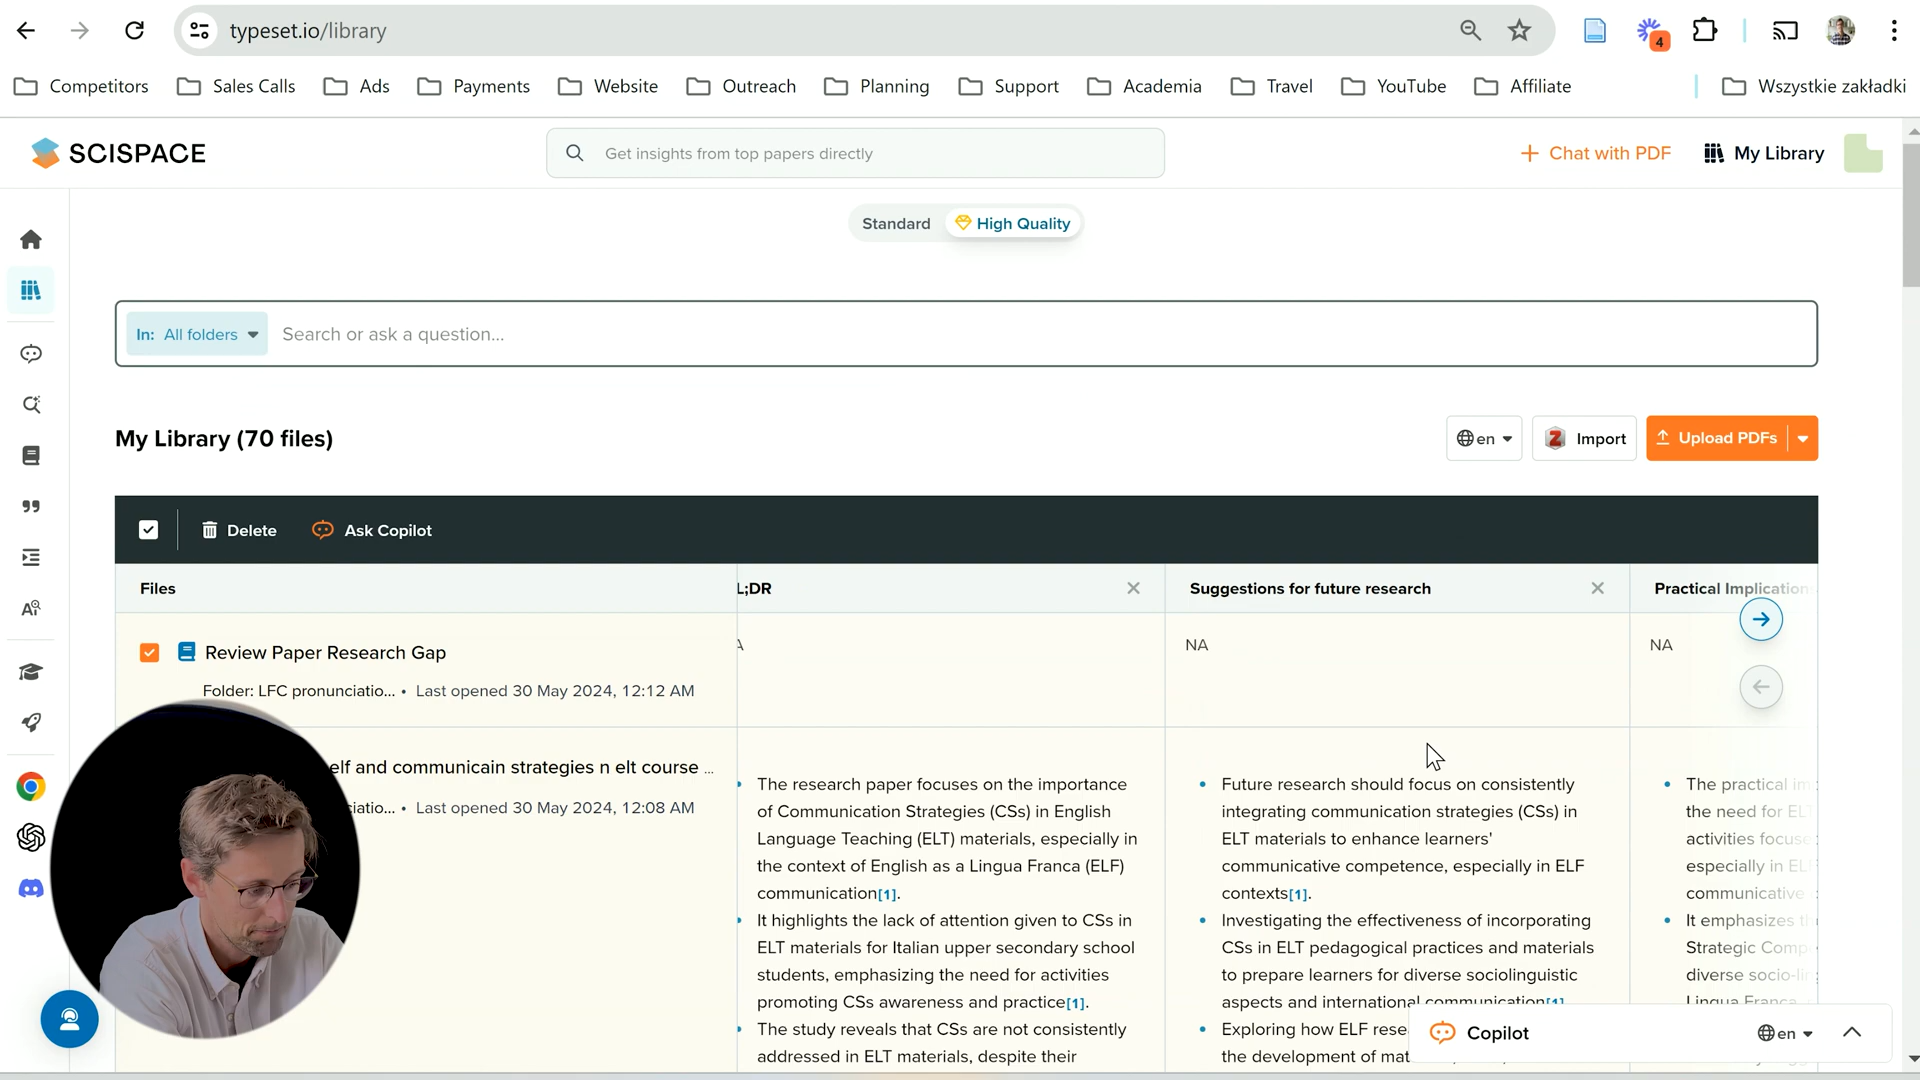 typeset.io/library
4
Competitors
Sales Calls
Ads
Payments
Website
Outreach
Planning
Support
Academia
Travel
YouTube
Affiliate
Wszystkie zakładki
SCISPACE
Get insights from top papers directly
Chat with PDF
My Library
Standard
High Quality
In: All folders
Search or ask a question...
My Library (70 files)
en
Z
Import
Upload PDFs
Delete
Ask Copilot
Files
L;DR
Suggestions for future research
Practical Implication
Review Paper Research Gap
Folder: LFC pronunciatio... • Last opened 30 May 2024, 12:12 AM
A
NA
NA
elf and communicain strategies n elt course ...
ciatio... • Last opened 30 May 2024, 12:08 AM
• The research paper focuses on the importance
of Communication Strategies (CSs) in English
Language Teaching (ELT) materials, especially in
the context of English as a Lingua Franca (ELF)
communication[1].
• It highlights the lack of attention given to CSs in
ELT materials for Italian upper secondary school
students, emphasizing the need for activities
promoting CSs awareness and practice[1].
• The study reveals that CSs are not consistently
addressed in ELT materials, despite their
• Future research should focus on consistently
integrating communication strategies (CSs) in
ELT materials to enhance learners'
communicative competence, especially in ELF
contexts[1].
• Investigating the effectiveness of incorporating
CSs in ELT pedagogical practices and materials
to prepare learners for diverse sociolinguistic
aspects and international communication[1]
• Exploring how ELF rese
the development of mat
• The practical im
the need for EL
activities focuse
especially in EL
communicative
• It emphasizes t
Strategic Comp
diverse socio-li
Lingua Franca
Copilot
en